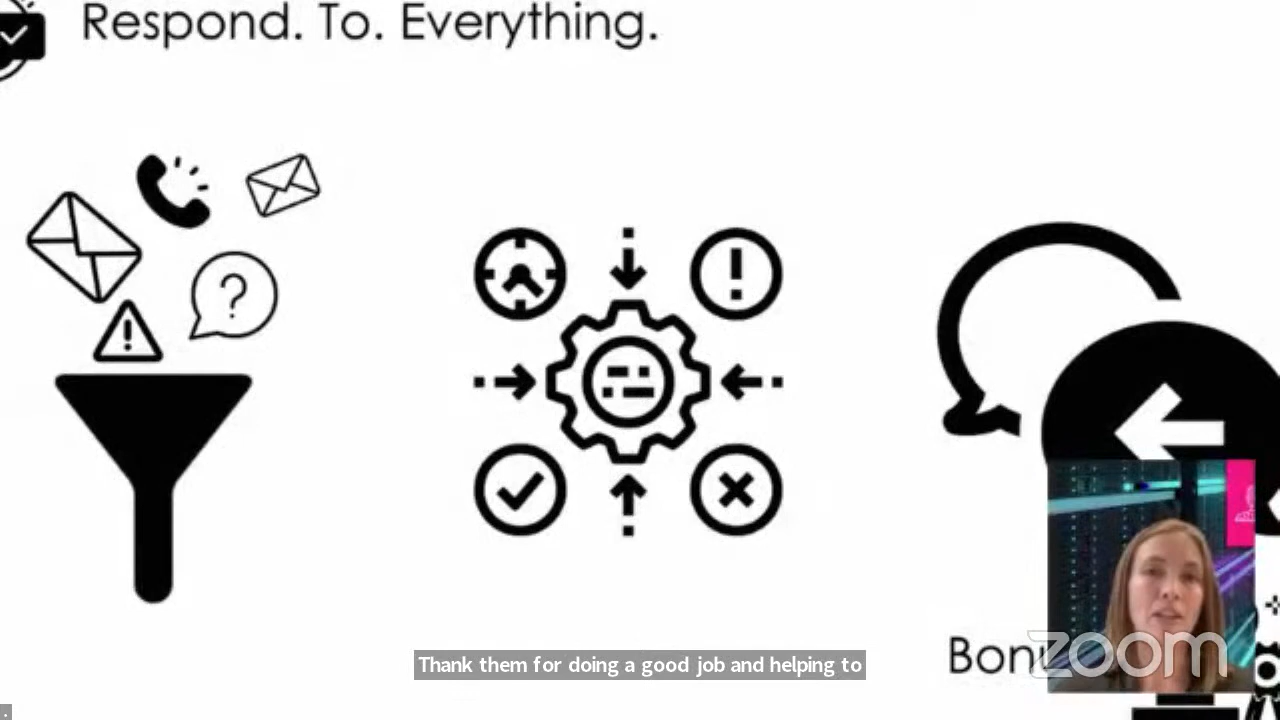 Respond. To. Everything.
zoom
Thank them for doing a good job and helping to
.